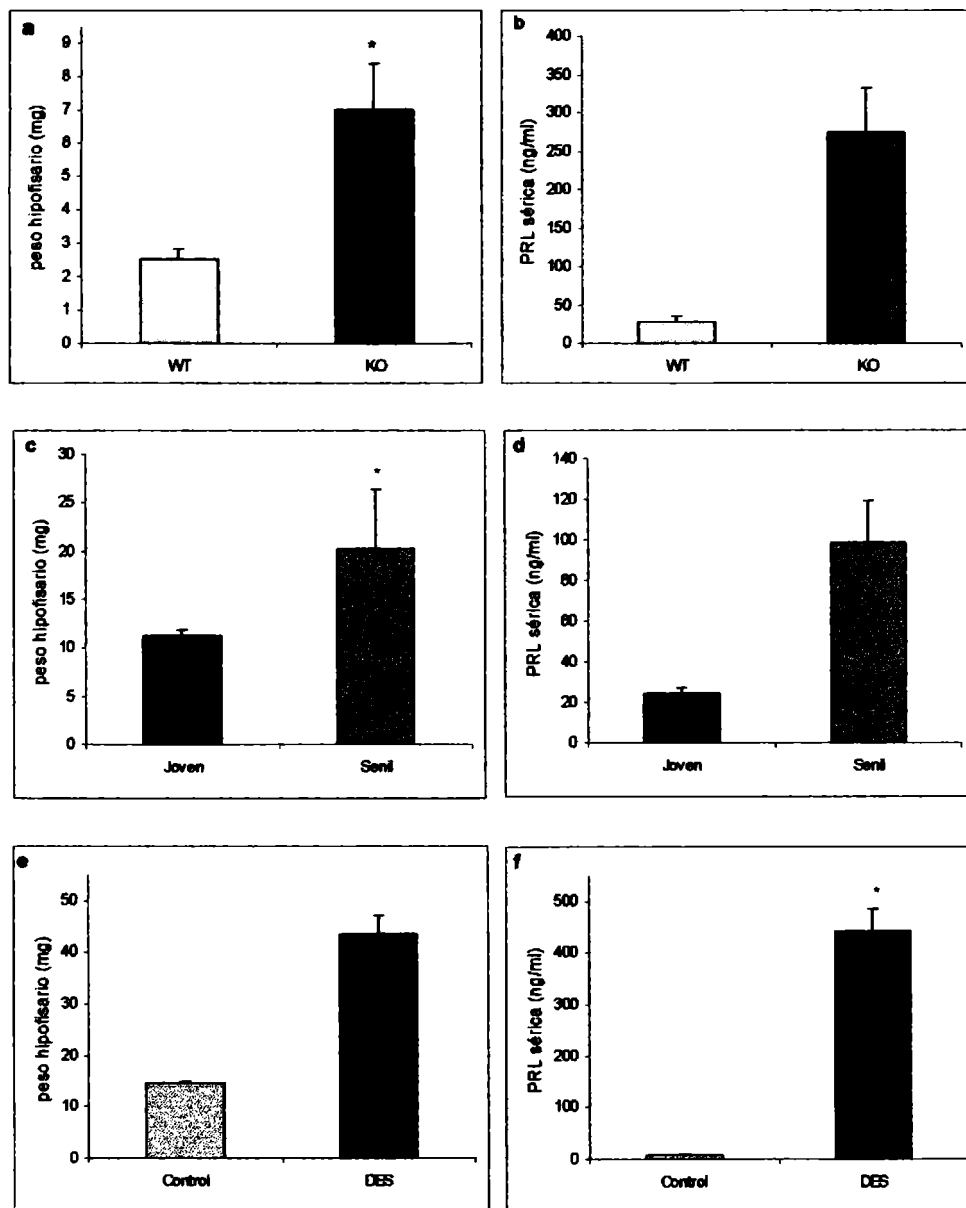 a
*
peso hipofisario (mg)
9
8
7
6
5
4
3
2
1
0
WT
KO
b
PRL sérica (ng/ml)
400
350
300
250
200
150
100
50
0
WT
KO
c
*
peso hipofisario (mg)
30
25
20
15
10
5
0
Joven
Senil
d
PRL sérica (ng/ml)
140
120
100
80
60
40
20
0
Joven
Senil
e
peso hipofisario (mg)
50
40
30
20
10
0
Control
DES
f
*
PRL sérica (ng/ml)
500
400
300
200
100
0
Control
DES